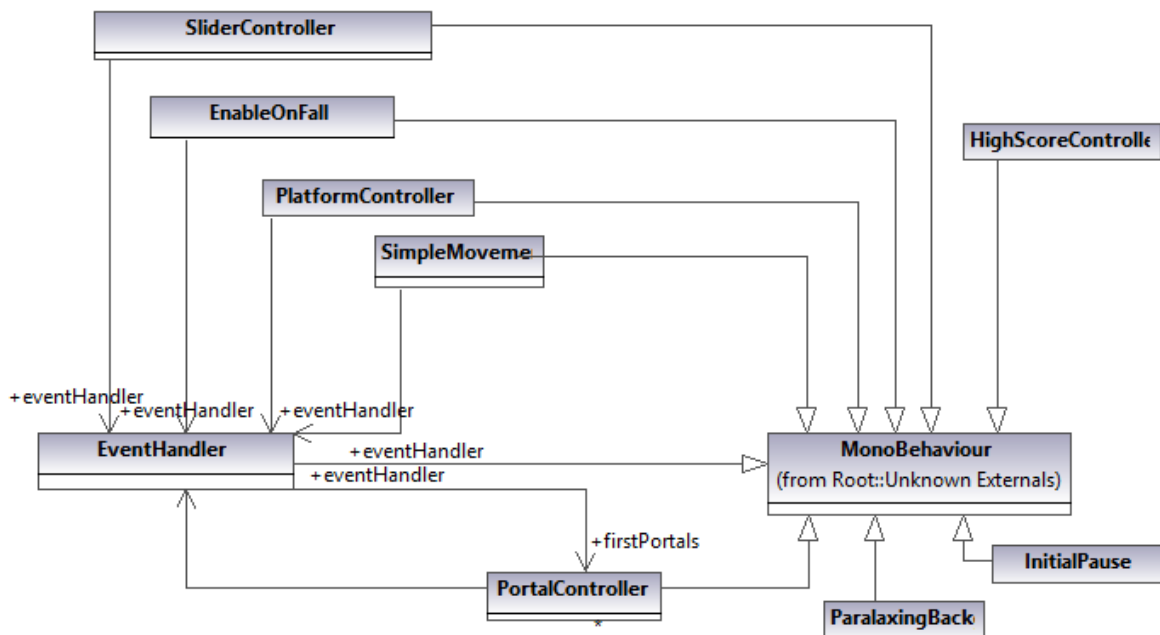 SliderController
EnableOnFall
HighScoreControlle
PlatformController
SimpleMoveme
+eventHandler
+eventHandler
+eventHandler
EventHandler
+eventHandler
+eventHandler
MonoBehaviour
(from Root::Unknown Externals)
+firstPortals
PortalController
*
InitialPause
ParalaxingBack